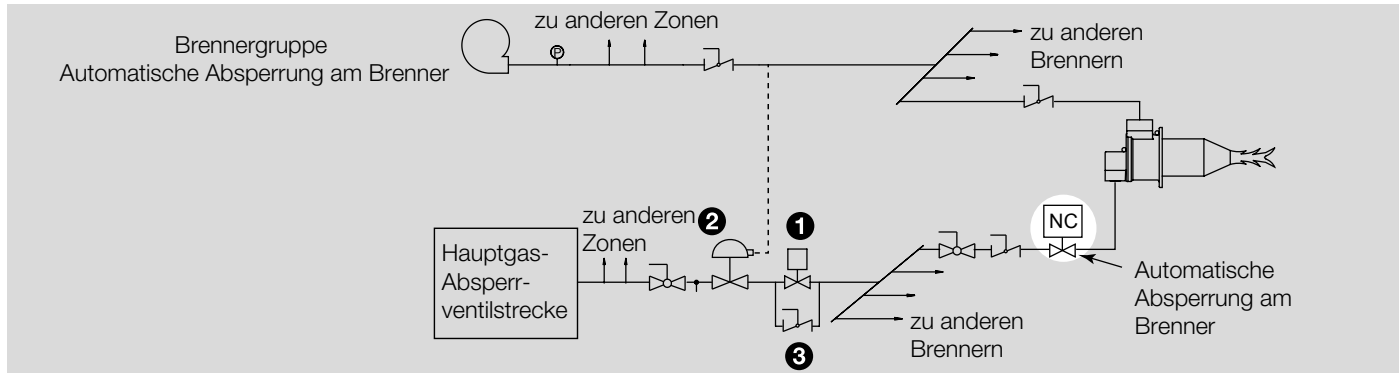 Brennergruppe
Automatische Absperrung am Brenner
zu anderen Zonen
P
zu anderen
Brennern
Hauptgas-
Absperr-
ventilstrecke
zu anderen
Zonen
2
1
3
NC
zu anderen
Brennern
Automatische
Absperrung am
Brenner